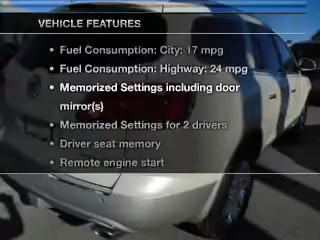 VEHICLE FEATURES
• Fuel Consumption: City: 17 mpg
• Fuel Consumption: Highway: 24 mpg
• Memorized Settings including door
mirror(s)
• Memorized Settings for 2 drivers
• Driver seat memory
• Remote engine start